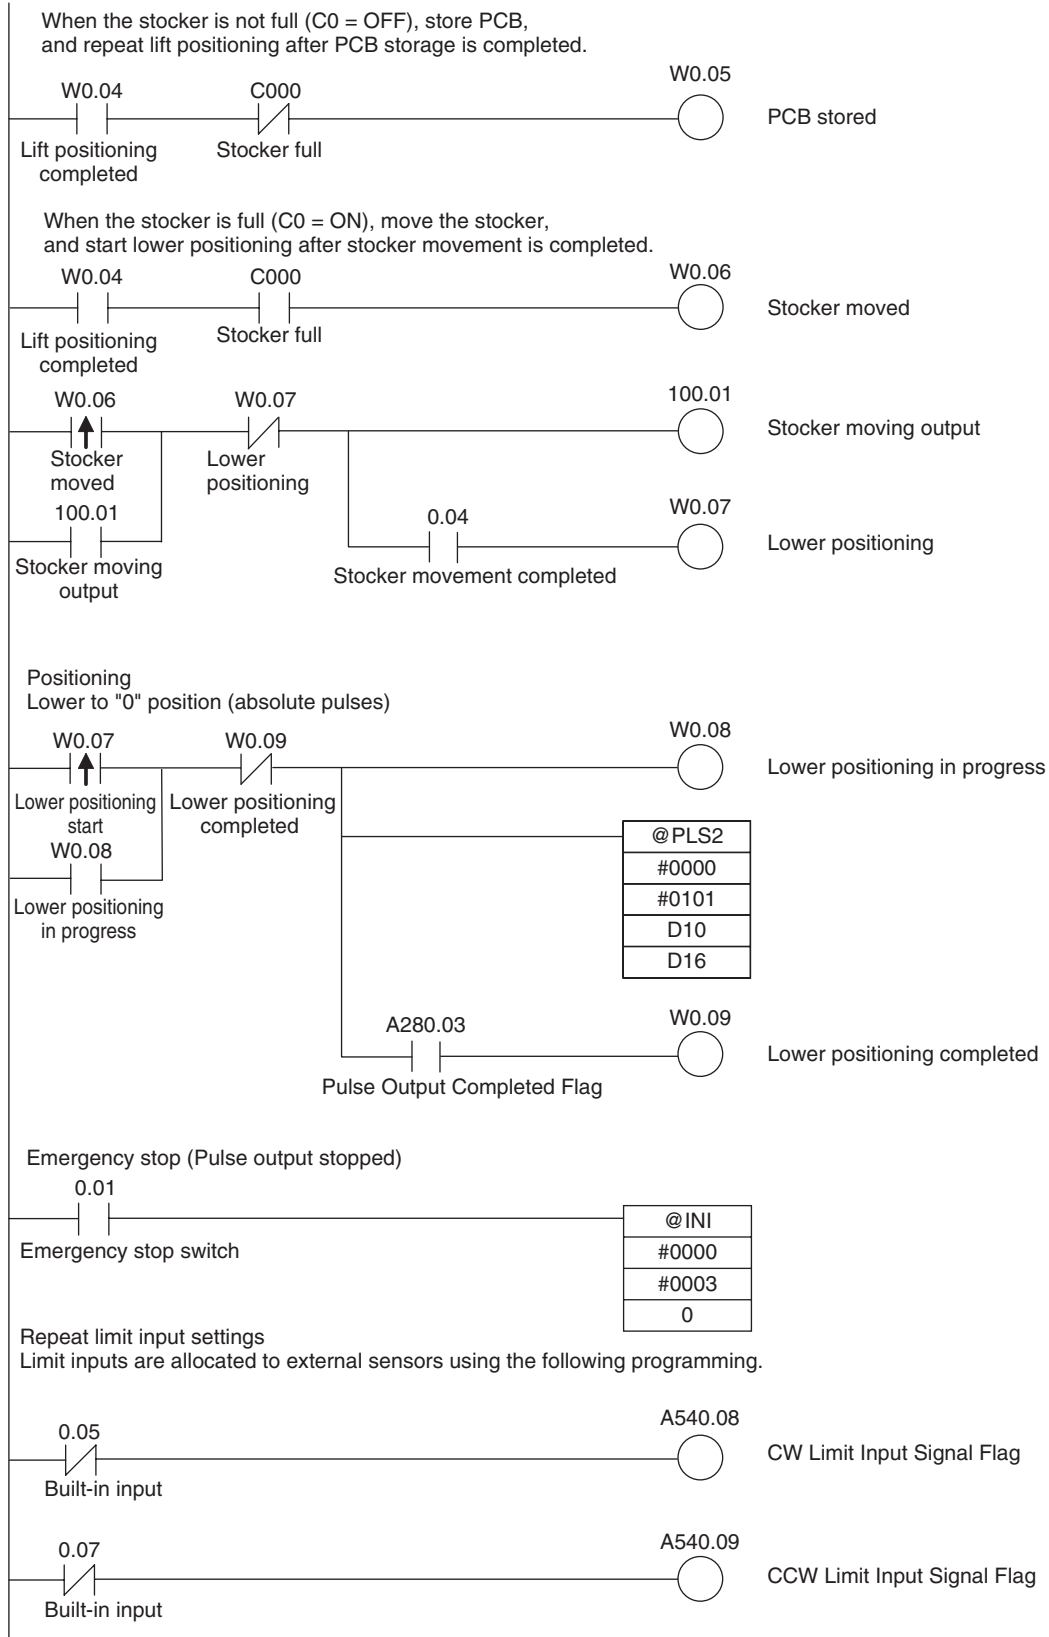 When the stocker is not full (C0 = OFF), store PCB,
and repeat lift positioning after PCB storage is completed.
W0.04
C000
W0.05
PCB stored
Lift positioning
completed
Stocker full
When the stocker is full (C0 = ON), move the stocker,
and start lower positioning after stocker movement is completed.
W0.04
C000
W0.06
Stocker moved
Lift positioning
completed
Stocker full
W0.06
W0.07
100.01
Stocker moving output
Stocker
moved
Lower
positioning
100.01
0.04
W0.07
Lower positioning
Stocker moving
output
Stocker movement completed
Positioning
Lower to "0" position (absolute pulses)
W0.07
W0.09
W0.08
Lower positioning in progress
Lower positioning
start
Lower positioning
completed
W0.08
Lower positioning
in progress
@PLS2
#0000
#0101
D10
D16
A280.03
W0.09
Lower positioning completed
Pulse Output Completed Flag
Emergency stop (Pulse output stopped)
0.01
Emergency stop switch
@INI
#0000
#0003
0
Repeat limit input settings
Limit inputs are allocated to external sensors using the following programming.
0.05
A540.08
CW Limit Input Signal Flag
Built-in input
0.07
A540.09
CCW Limit Input Signal Flag
Built-in input